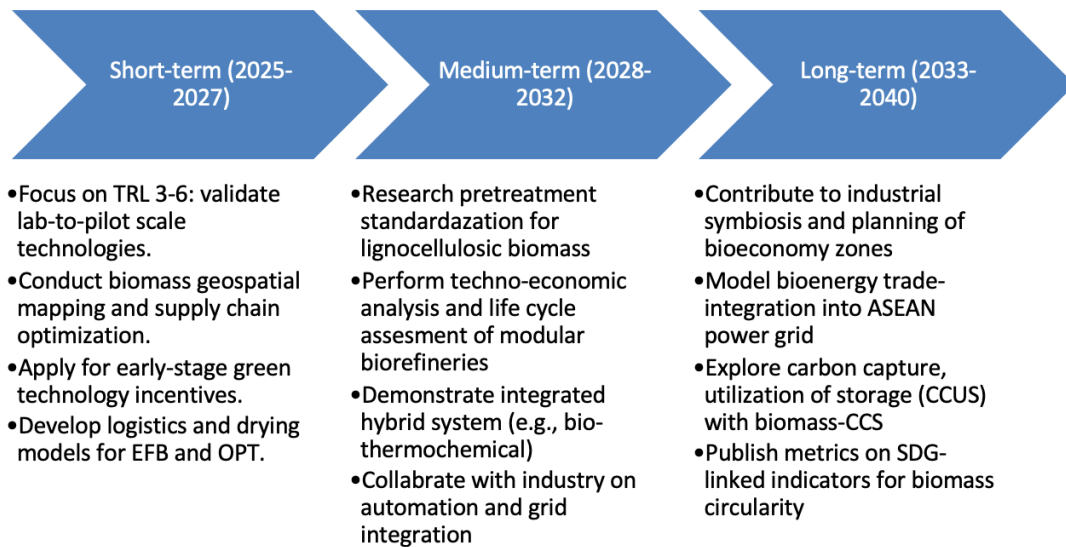 Short-term (2025-
2027)
•Focus on TRL 3-6: validate
lab-to-pilot scale
technologies.
•Conduct biomass geospatial
mapping and supply chain
optimization.
•Apply for early-stage green
technology incentives.
•Develop logistics and drying
models for EFB and OPT.
Medium-term (2028-
2032)
•Research pretreatment
standardazation for
lignocellulosic biomass
•Perform techno-economic
analysis and life cycle
assesment of modular
biorefineries
•Demonstrate integrated
hybrid system (e.g., bio-
thermochemical)
•Collabrate with industry on
automation and grid
integration
Long-term (2033-
2040)
•Contribute to industrial
symbiosis and planning of
bioeconomy zones
•Model bioenergy trade-
integration into ASEAN
power grid
•Explore carbon capture,
utilization of storage (CCUS)
with biomass-CCS
•Publish metrics on SDG-
linked indicators for biomass
circularity